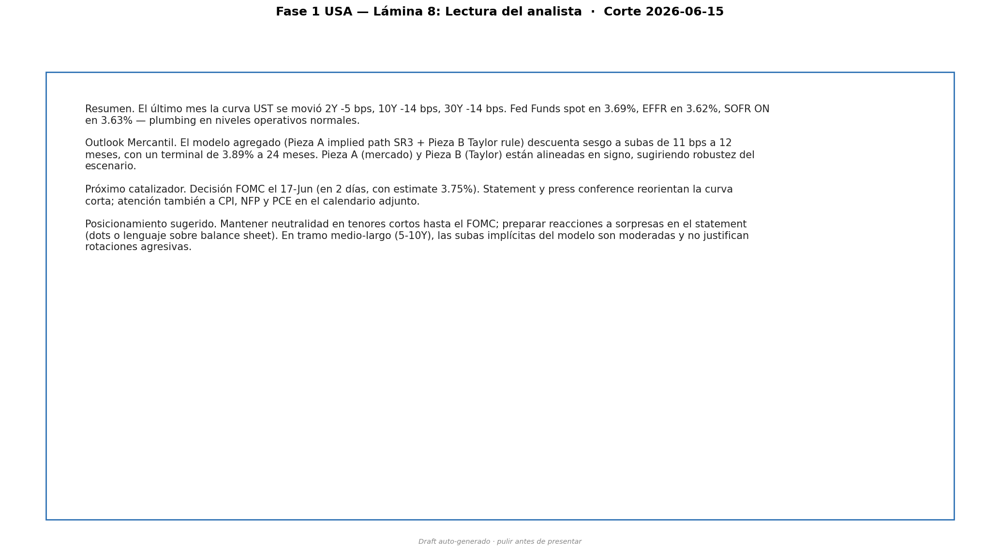 Fase 1 USA — Lámina 8: Lectura del analista · Corte 2026-06-15
Resumen. El último mes la curva UST se movió 2Y -5 bps, 10Y -14 bps, 30Y -14 bps. Fed Funds spot en 3.69%, EFFR en 3.62%, SOFR ON
en 3.63% — plumbing en niveles operativos normales.
Outlook Mercantil. El modelo agregado (Pieza A implied path SR3 + Pieza B Taylor rule) descuenta sesgo a subas de 11 bps a 12
meses, con un terminal de 3.89% a 24 meses. Pieza A (mercado) y Pieza B (Taylor) están alineadas en signo, sugiriendo robustez del
escenario.
Próximo catalizador. Decisión FOMC el 17-Jun (en 2 días, con estimate 3.75%). Statement y press conference reorientan la curva
corta; atención también a CPI, NFP y PCE en el calendario adjunto.
Posicionamiento sugerido. Mantener neutralidad en tenores cortos hasta el FOMC; preparar reacciones a sorpresas en el statement
(dots o lenguaje sobre balance sheet). En tramo medio-largo (5-10Y), las subas implícitas del modelo son moderadas y no justifican
rotaciones agresivas.
Draft auto-generado · pulir antes de presentar